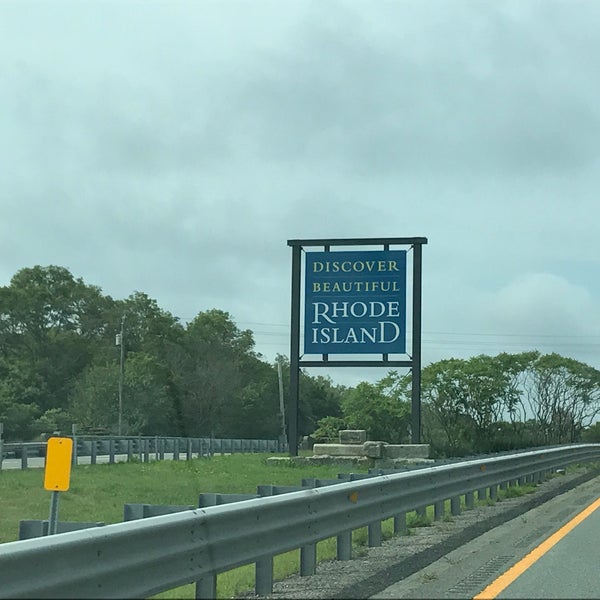 DISCOVER
BEAUTIFUL
RHODE
ISLAND